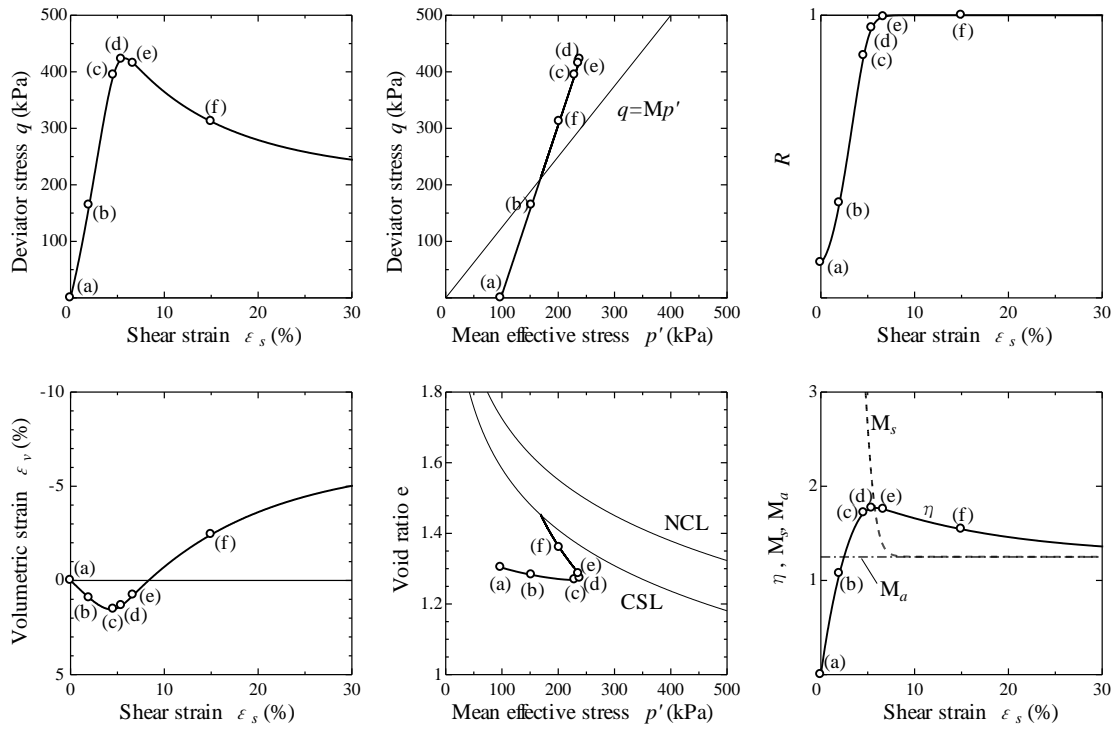 500
400
300
200
100
Deviator stress q (kPa)
(a)
(b)
(c)
(d)
(e)
(f)
0 10 20 30
Shear strain ε s (%)
500
400
300
200
100
Deviator stress q (kPa)
(a)
(b)
(c)
(d)
(e)
(f)
q=Mp'
0 100 200 300 400 500
Mean effective stress p' (kPa)
1
R
(a)
(b)
(c)
(d)
(e)
(f)
0 10 20 30
Shear strain ε s (%)
-10
-5
0
5
Volumetric strain ε v (%)
(a)
(b)
(c)
(d)
(e)
(f)
0 10 20 30
Shear strain ε s (%)
1.8
1.6
1.4
1.2
1
Void ratio e
(a)
(b)
(c)
(d)
(e)
(f)
NCL
CSL
0 100 200 300 400 500
Mean effective stress p' (kPa)
3
2
1
η , Ms, Ma
Ms
(a)
(b)
(c)
(d)
(e)
(f)
η
Ma
0 10 20 30
Shear strain ε s (%)